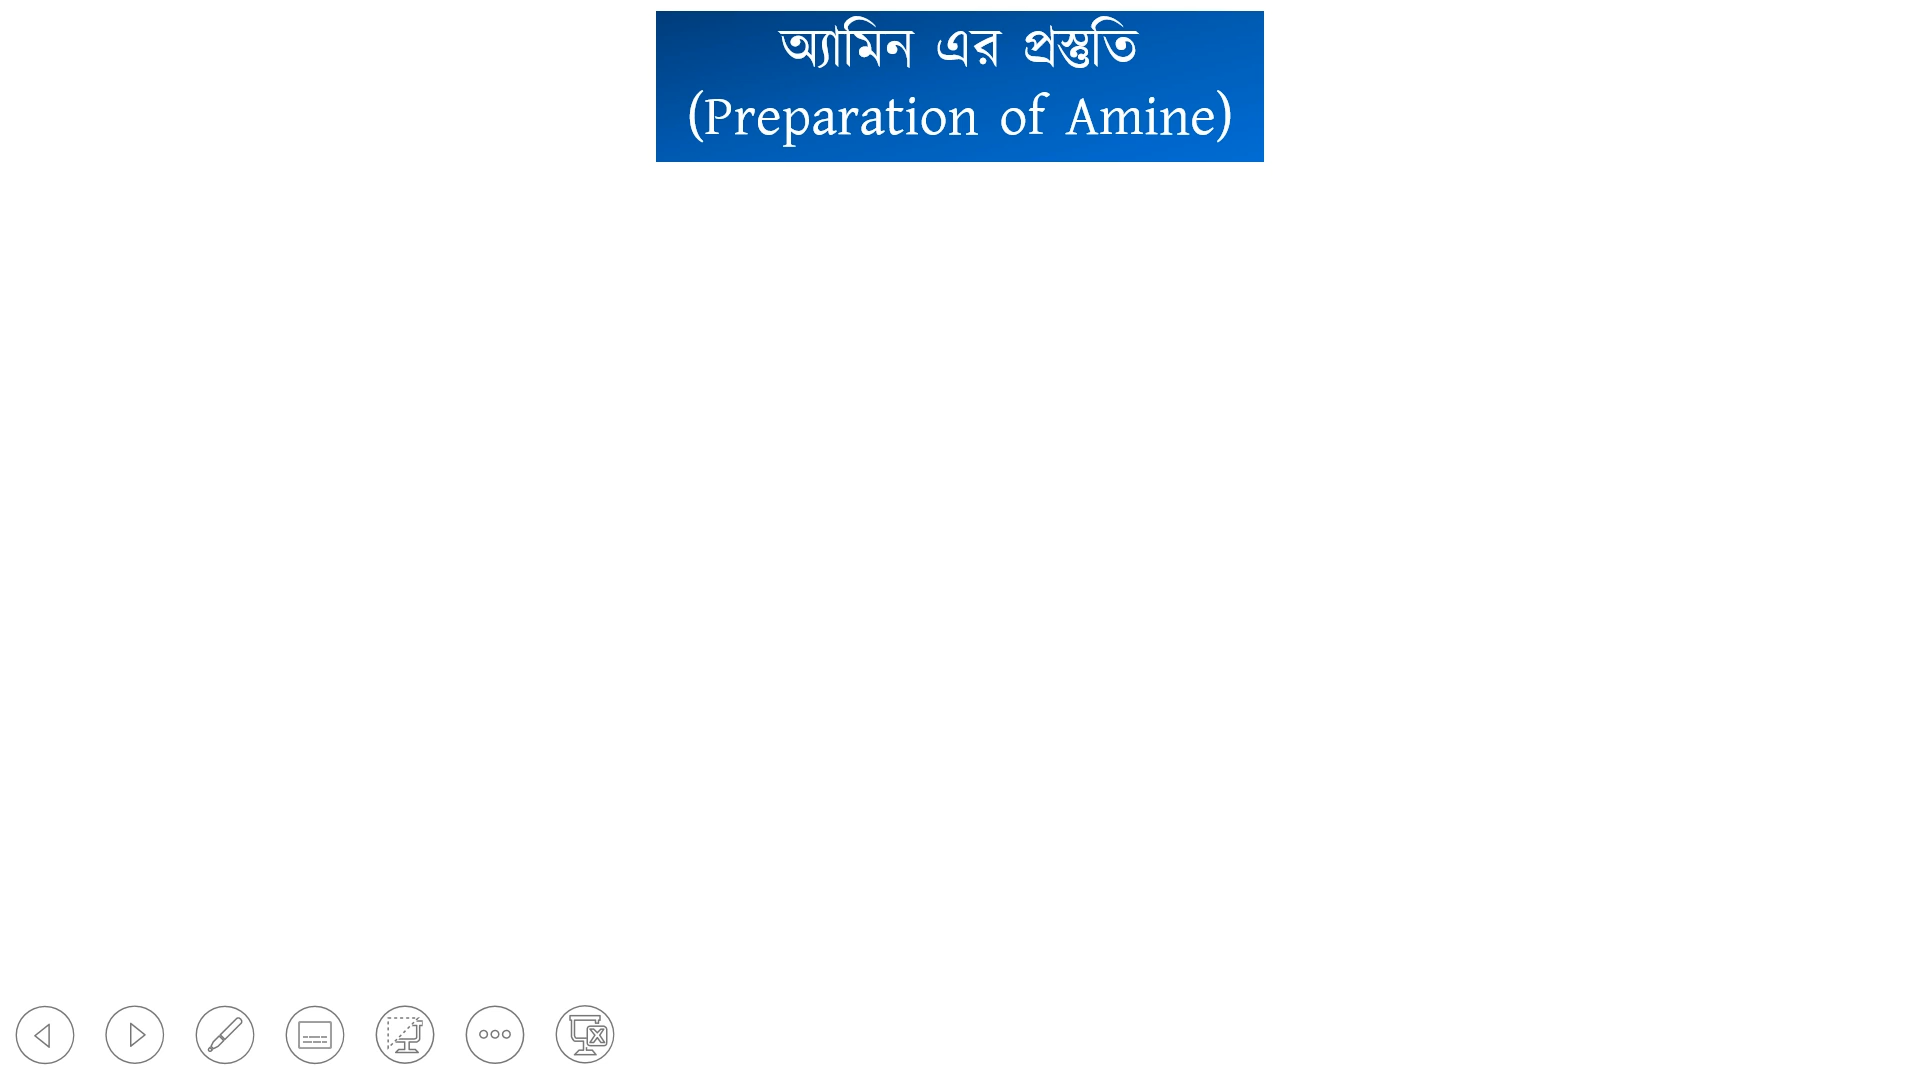 অ্যামিন এর প্রস্তুতি
(Preparation of Amine)